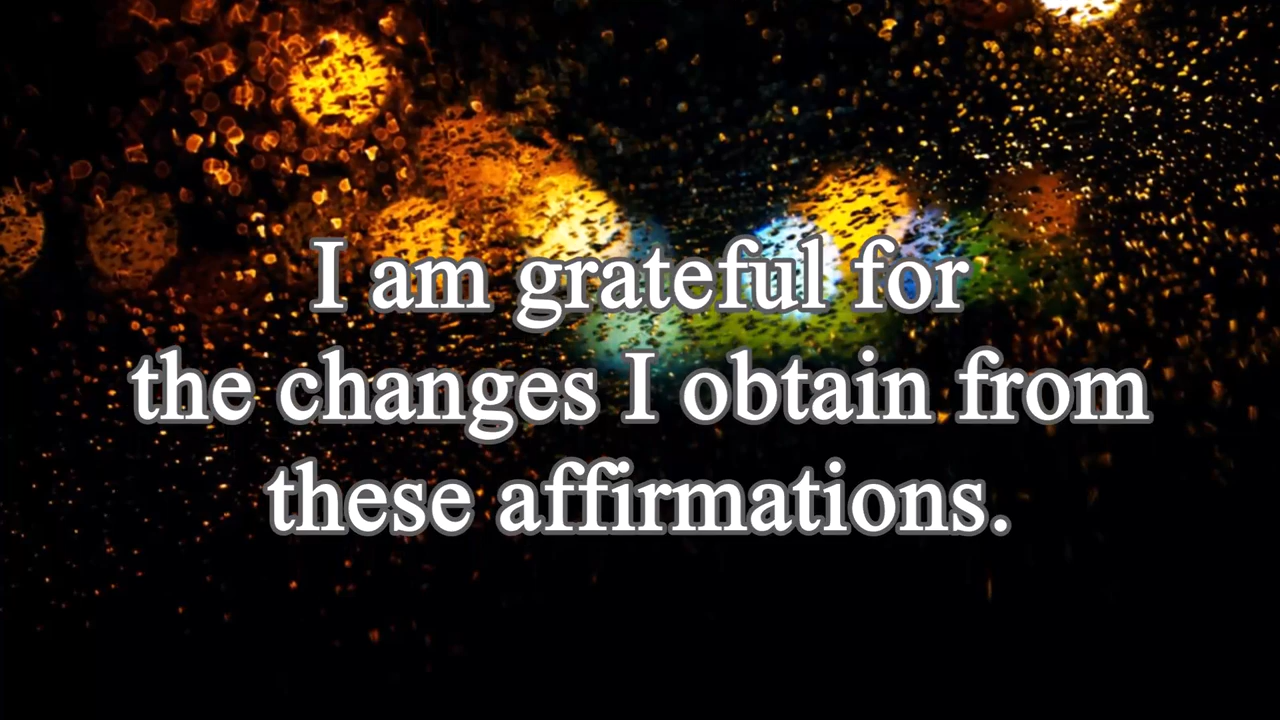 I am grateful for
the changes I obtain from
these affirmations.